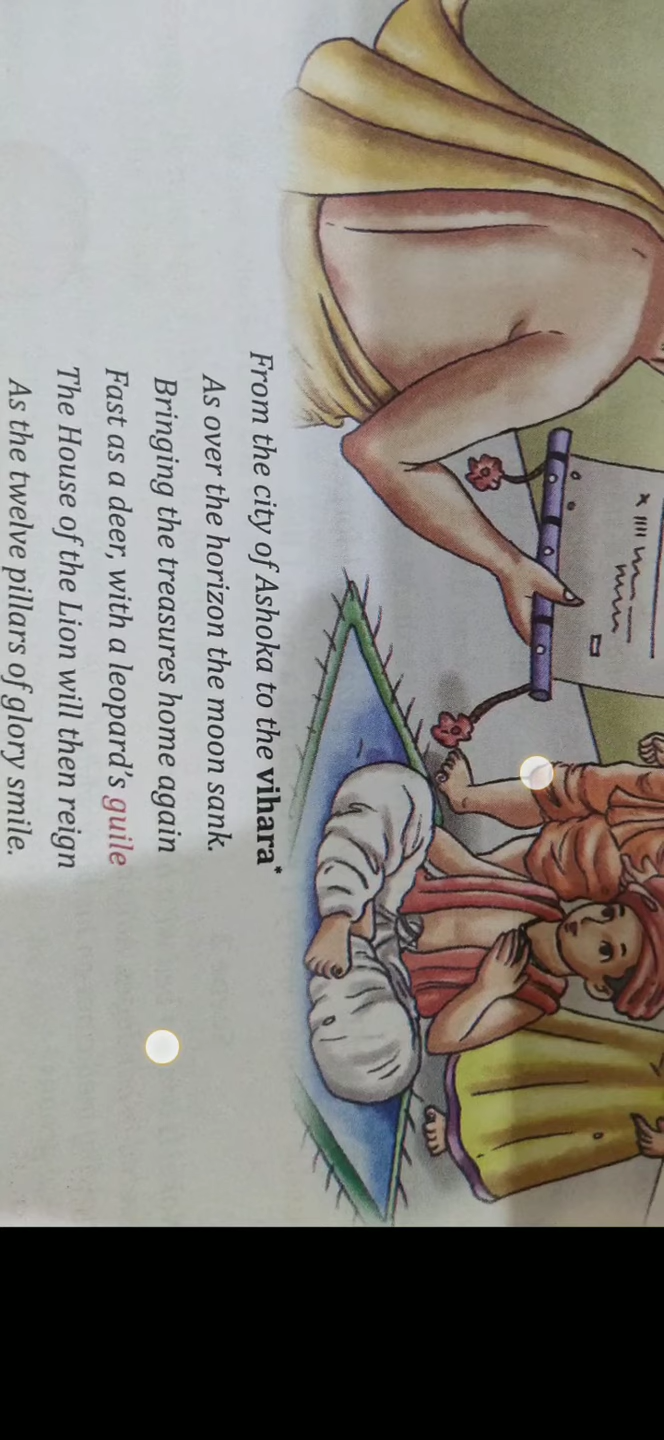 From the city of Ashoka to the vihara*
As over the horizon the moon sank.
Bringing the treasures home again
Fast as a deer, with a leopard's guile
The House of the Lion will then reign
As the twelve pillars of glory smile.